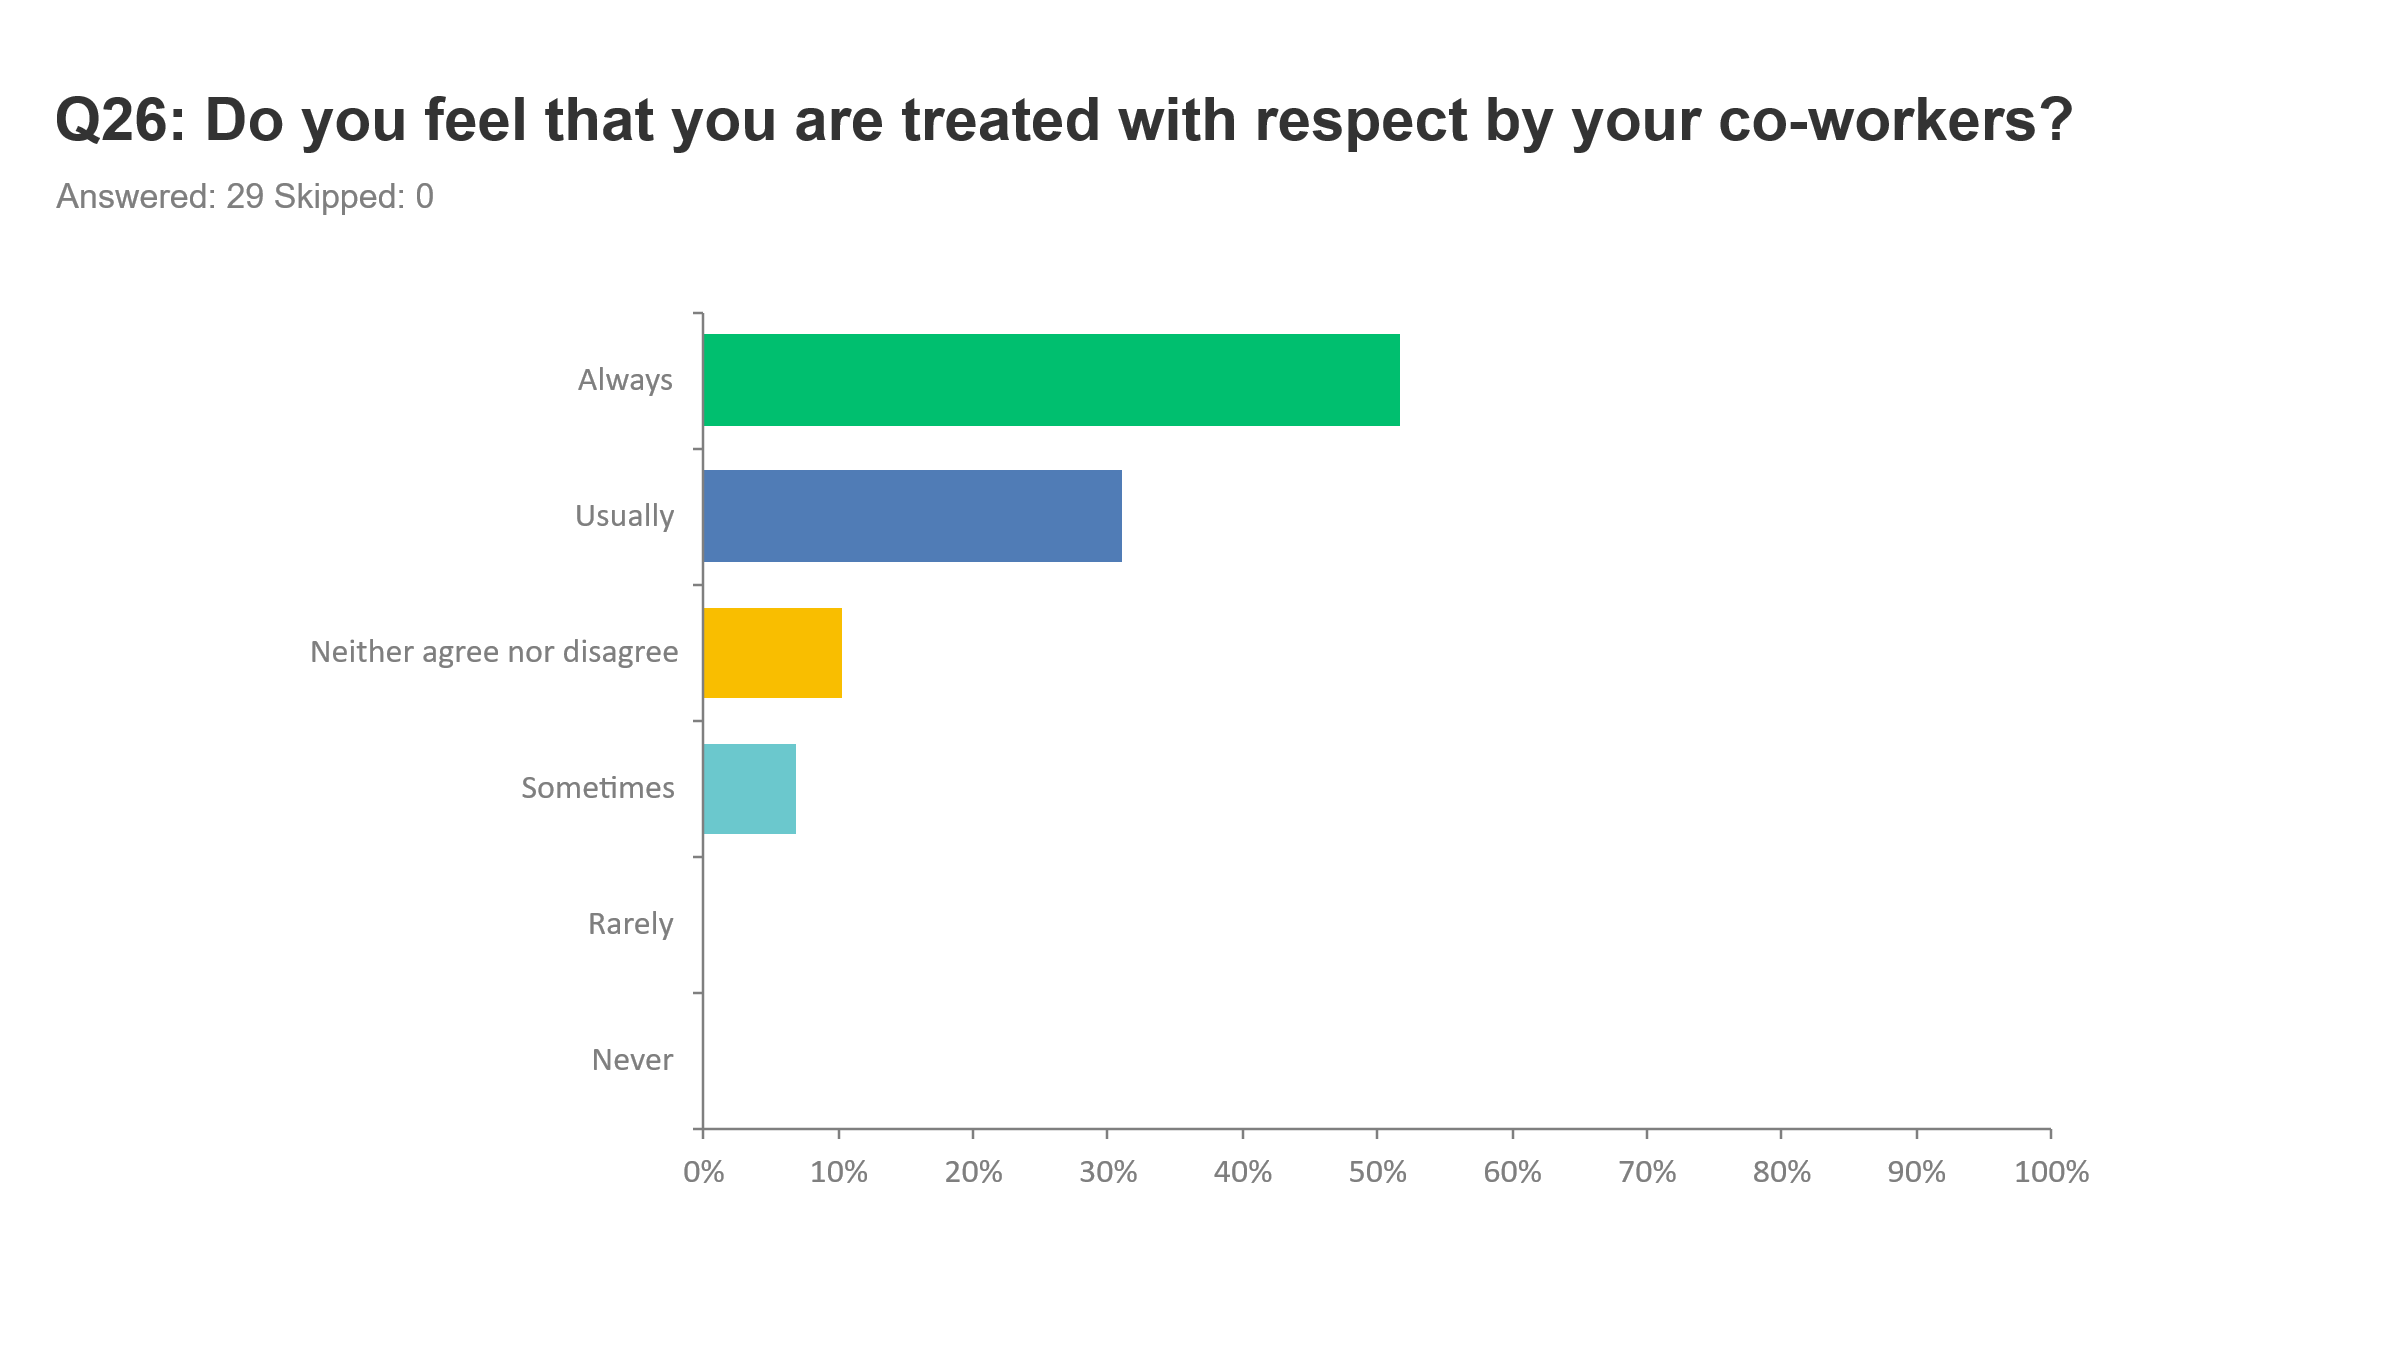 Q26: Do you feel that you are treated with respect by your co-workers?
Answered: 29 Skipped: 0
Always
Usually
Neither agree nor disagree
Sometimes
Rarely
Never
0% 10% 20% 30% 40% 50% 60% 70% 80% 90% 100%